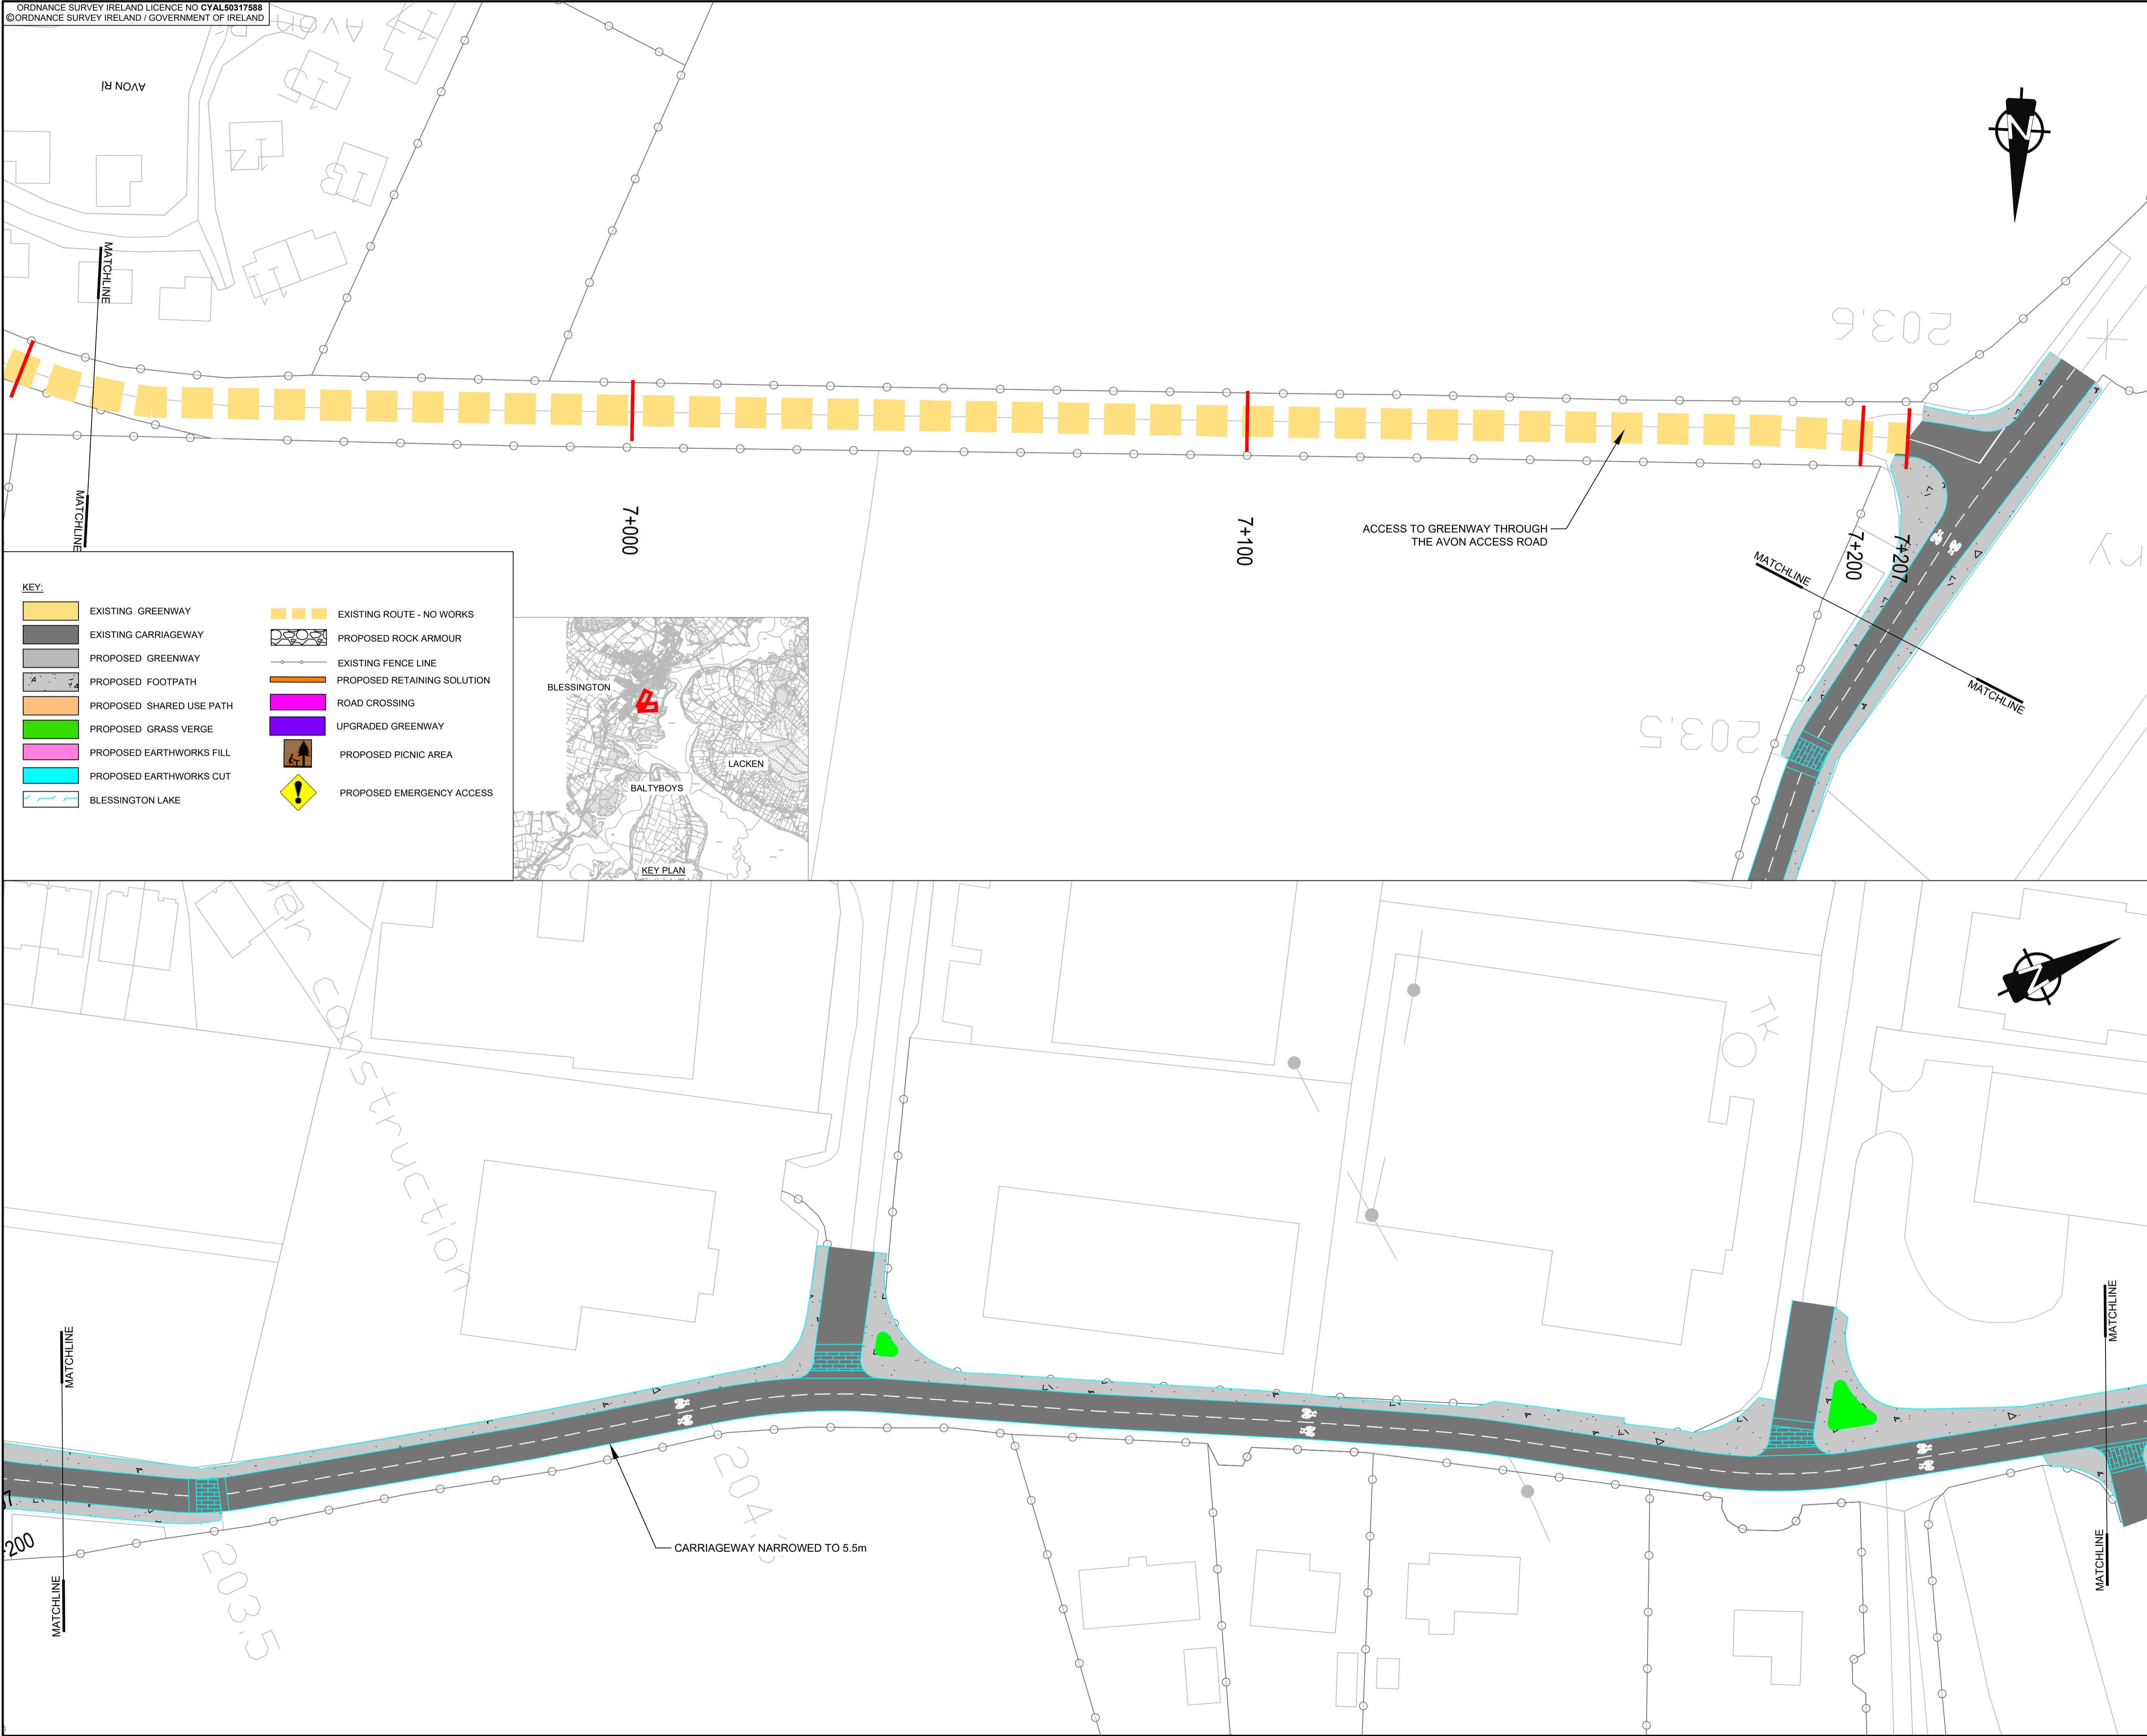 ORDNANCE SURVEY IRELAND LICENCE NO CYAL50317588
©ORDNANCE SURVEY IRELAND / GOVERNMENT OF IRELAND
AVON RÍ
N
MATCHLINE
MATCHLINE
11
12
13
203.6
7+000
7+100
7+200
7+207
ACCESS TO GREENWAY THROUGH
THE AVON ACCESS ROAD
MATCHLINE
MATCHLINE
203.5
KEY:
EXISTING GREENWAY
EXISTING CARRIAGEWAY
PROPOSED GREENWAY
PROPOSED FOOTPATH
PROPOSED SHARED USE PATH
PROPOSED GRASS VERGE
PROPOSED EARTHWORKS FILL
PROPOSED EARTHWORKS CUT
BLESSINGTON LAKE
EXISTING ROUTE - NO WORKS
PROPOSED ROCK ARMOUR
EXISTING FENCE LINE
PROPOSED RETAINING SOLUTION
ROAD CROSSING
UPGRADED GREENWAY
PROPOSED PICNIC AREA
PROPOSED EMERGENCY ACCESS
BLESSINGTON
LACKEN
BALTYBOYS
KEY PLAN
N
Construction
Tk
MATCHLINE
MATCHLINE
MATCHLINE
MATCHLINE
200
203.5
CARRIAGEWAY NARROWED TO 5.5m